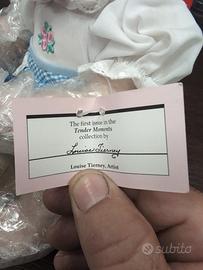 The first issue in the
Tender Moments
collection by
Louise Tierney
Louise Tierney, Artist
subito